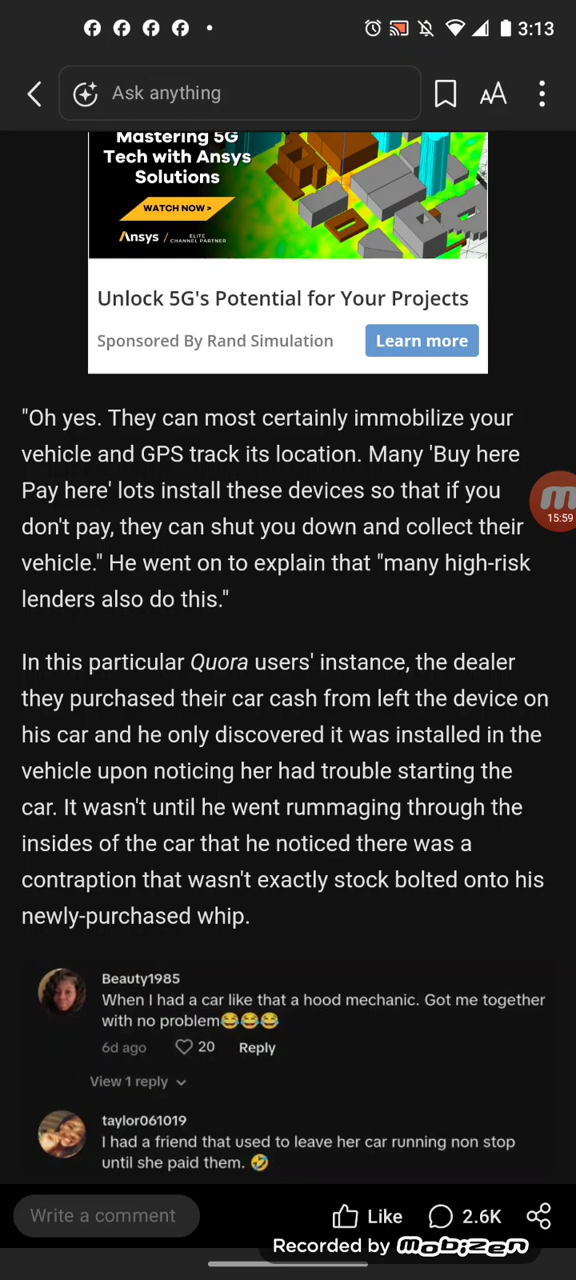 3:13
Ask anything
Mastering 5G
Tech with Ansys
Solutions
WATCH NOW >
Ansys / ELITE
CHANNEL PARTNER
Unlock 5G's Potential for Your Projects
Sponsored By Rand Simulation
Learn more
"Oh yes. They can most certainly immobilize your
vehicle and GPS track its location. Many 'Buy here
Pay here' lots install these devices so that if you
don't pay, they can shut you down and collect their
vehicle." He went on to explain that "many high-risk
lenders also do this."
15:59
In this particular Quora users' instance, the dealer
they purchased their car cash from left the device on
his car and he only discovered it was installed in the
vehicle upon noticing her had trouble starting the
car. It wasn't until he went rummaging through the
insides of the car that he noticed there was a
contraption that wasn't exactly stock bolted onto his
newly-purchased whip.
Beauty1985
When I had a car like that a hood mechanic. Got me together
with no problem😂😂😂
6d ago 20 Reply
View 1 reply
taylor061019
I had a friend that used to leave her car running non stop
until she paid them. 🤣
Write a comment Like 2.6K
Recorded by mobizen